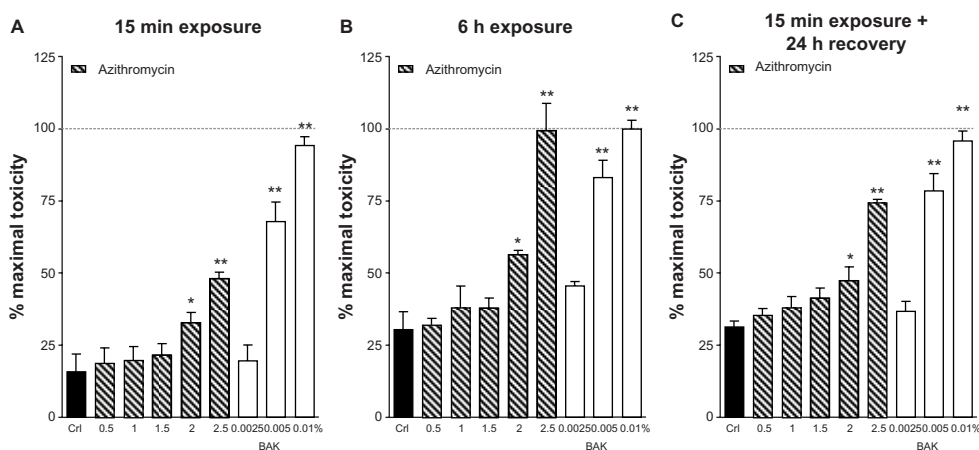 A
15 min exposure
125
100
75
50
25
0
% maximal toxicity
Azithromycin
**
**
**
*
Crl 0.5 1 1.5 2 2.5 0.0025 0.005 0.01%
BAK
B
6 h exposure
125
100
75
50
25
0
% maximal toxicity
Azithromycin
**
**
**
*
Crl 0.5 1 1.5 2 2.5 0.0025 0.005 0.01%
BAK
C
15 min exposure +
24 h recovery
125
100
75
50
25
0
% maximal toxicity
Azithromycin
**
**
**
*
Crl 0.5 1 1.5 2 2.5 0.0025 0.005 0.01%
BAK